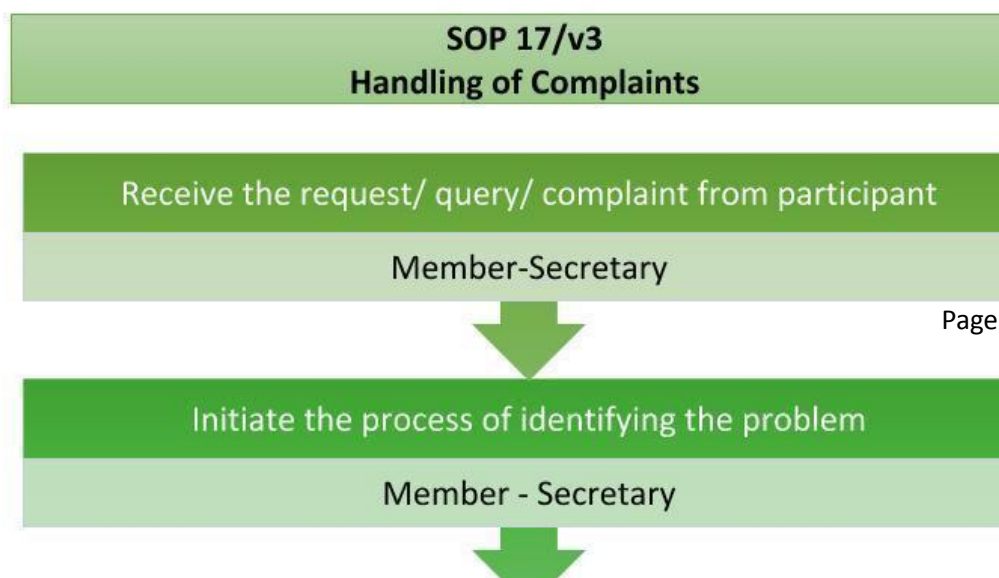 SOP 17/v3
Handling of Complaints
Receive the request/ query/ complaint from participant
Member-Secretary
Page
Initiate the process of identifying the problem
Member - Secretary